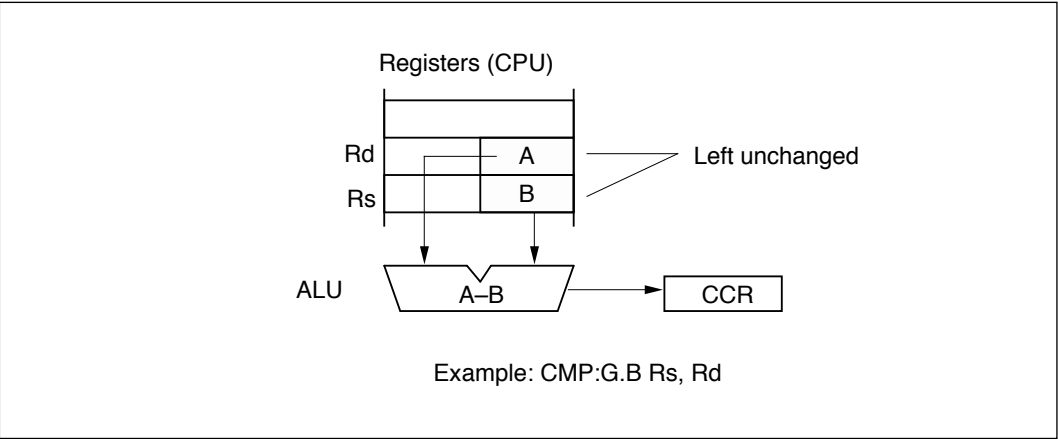 Registers (CPU)
Rd
A
Left unchanged
Rs
B
ALU
A–B
CCR
Example: CMP:G.B Rs, Rd